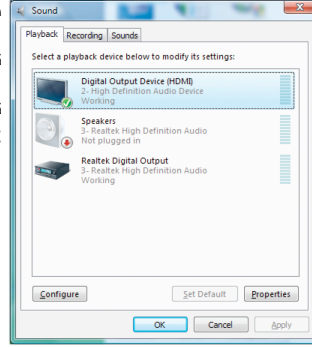 Sound
Playback Recording Sounds
Select a playback device below to modify its settings:
Digital Output Device (HDMI)
2- High Definition Audio Device
Working
Speakers
3- Realtek High Definition Audio
Not plugged in
Realtek Digital Output
3- Realtek High Definition Audio
Working
Configure Set Default Properties
OK Cancel Apply